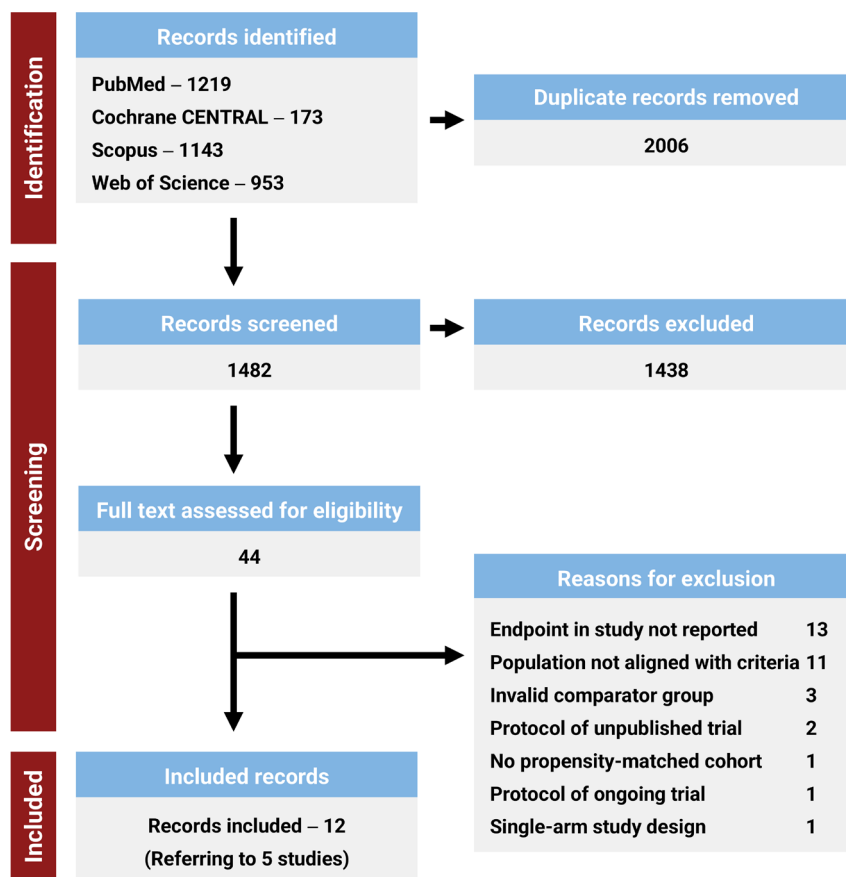 Identification
Records identified
PubMed – 1219
Cochrane CENTRAL – 173
Scopus – 1143
Web of Science – 953
Duplicate records removed
2006
Screening
Records screened
1482
Records excluded
1438
Full text assessed for eligibility
44
Reasons for exclusion
Endpoint in study not reported 13
Population not aligned with criteria 11
Invalid comparator group 3
Protocol of unpublished trial 2
No propensity-matched cohort 1
Protocol of ongoing trial 1
Single-arm study design 1
Included
Included records
Records included – 12
(Referring to 5 studies)